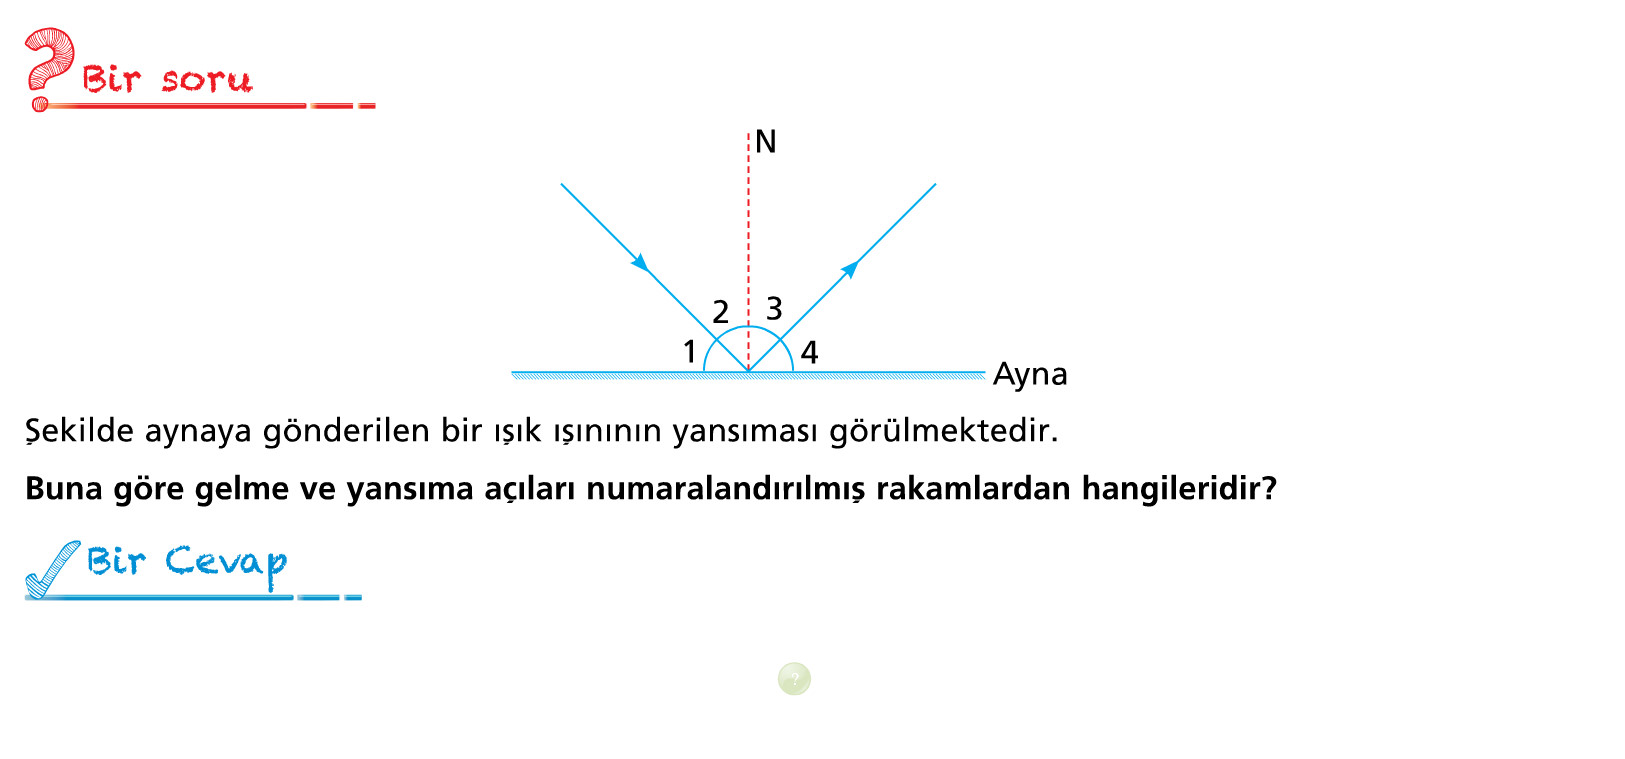 Bir soru
N
2 3
1 4
Ayna
Şekilde aynaya gönderilen bir ışık ışınının yansıması görülmektedir.
Buna göre gelme ve yansıma açıları numaralandırılmış rakamlardan hangileridir?
Bir Cevap
?